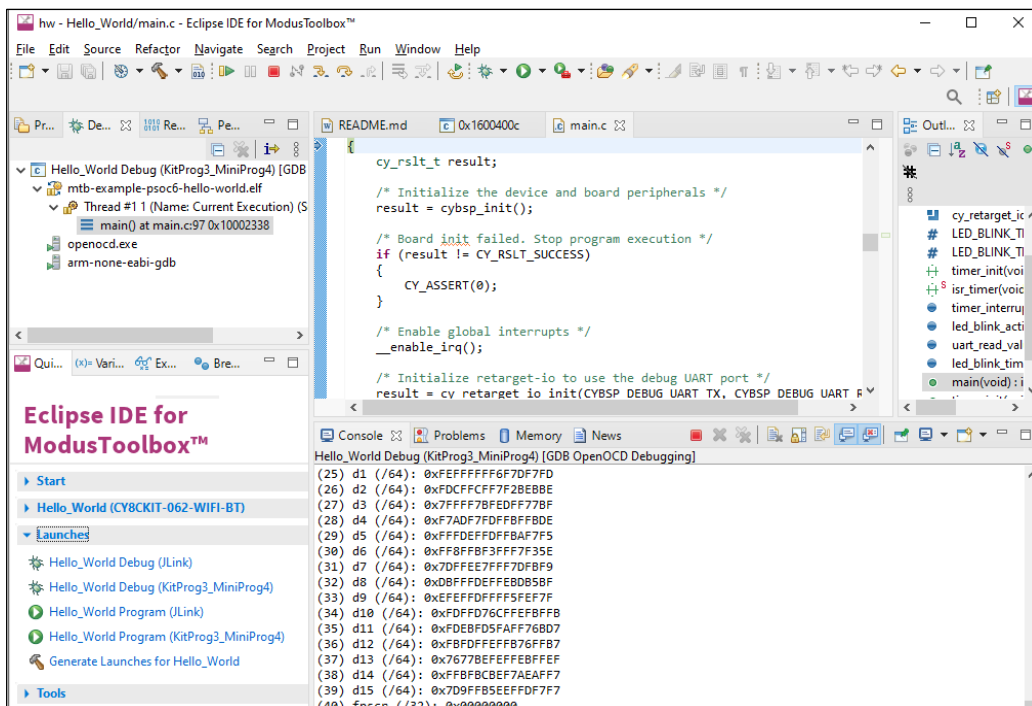 hw - Hello_World/main.c - Eclipse IDE for ModusToolbox™
File Edit Source Refactor Navigate Search Project Run Window Help
Pr... De... Re... Pe...
Hello_World Debug (KitProg3_MiniProg4) [GDB
mtb-example-psoc6-hello-world.elf
Thread #1 1 (Name: Current Execution) (S
main() at main.c:97 0x10002338
openocd.exe
arm-none-eabi-gdb
README.md 0x1600400c main.c
{
cy_rslt_t result;
/* Initialize the device and board peripherals */
result = cybsp_init();
/* Board init failed. Stop program execution */
if (result != CY_RSLT_SUCCESS)
{
CY_ASSERT(0);
}
/* Enable global interrupts */
__enable_irq();
/* Initialize retarget-io to use the debug UART port */
result = cy_retarget_io_init(CYBSP_DEBUG_UART_TX, CYBSP_DEBUG_UART_R
Outl...
cy_retarget_io
LED_BLINK_TI
LED_BLINK_TI
timer_init(voi
isr_timer(voic
timer_interrup
led_blink_acti
uart_read_val
led_blink_tim
main(void) : i
Qui... (x)= Vari... Ex... Bre...
Eclipse IDE for
ModusToolbox™
Start
Hello_World (CY8CKIT-062-WIFI-BT)
Launches
Hello_World Debug (JLink)
Hello_World Debug (KitProg3_MiniProg4)
Hello_World Program (JLink)
Hello_World Program (KitProg3_MiniProg4)
Generate Launches for Hello_World
Tools
Console Problems Memory News
Hello_World Debug (KitProg3_MiniProg4) [GDB OpenOCD Debugging]
(25) d1 (/64): 0xFEFFFFFF6F7DF7FD
(26) d2 (/64): 0xFDCFFCFF7F2BEBBE
(27) d3 (/64): 0x7FFFF7BFEDFF77BF
(28) d4 (/64): 0xF7ADF7FDFFBFFBDE
(29) d5 (/64): 0xFFFDEFFDFFBAF7F5
(30) d6 (/64): 0xFF8FFBF3FFF7F35E
(31) d7 (/64): 0x7DFFEE7FFF7DFBF9
(32) d8 (/64): 0xDBFFFDEFFEBDB5BF
(33) d9 (/64): 0xEFEFFDFFFF5FEF7F
(34) d10 (/64): 0xFDFFD76CFFEFBFFB
(35) d11 (/64): 0xFDEBFD5FAFF76BD7
(36) d12 (/64): 0xFBFDFFEFFB76FFB7
(37) d13 (/64): 0x7677BEFEFFEBFFEF
(38) d14 (/64): 0xFFBFBCBEF7AEAFF7
(39) d15 (/64): 0x7D9FFB5EEFFDF7F7
(40) fpscr (/32): 0x00000000